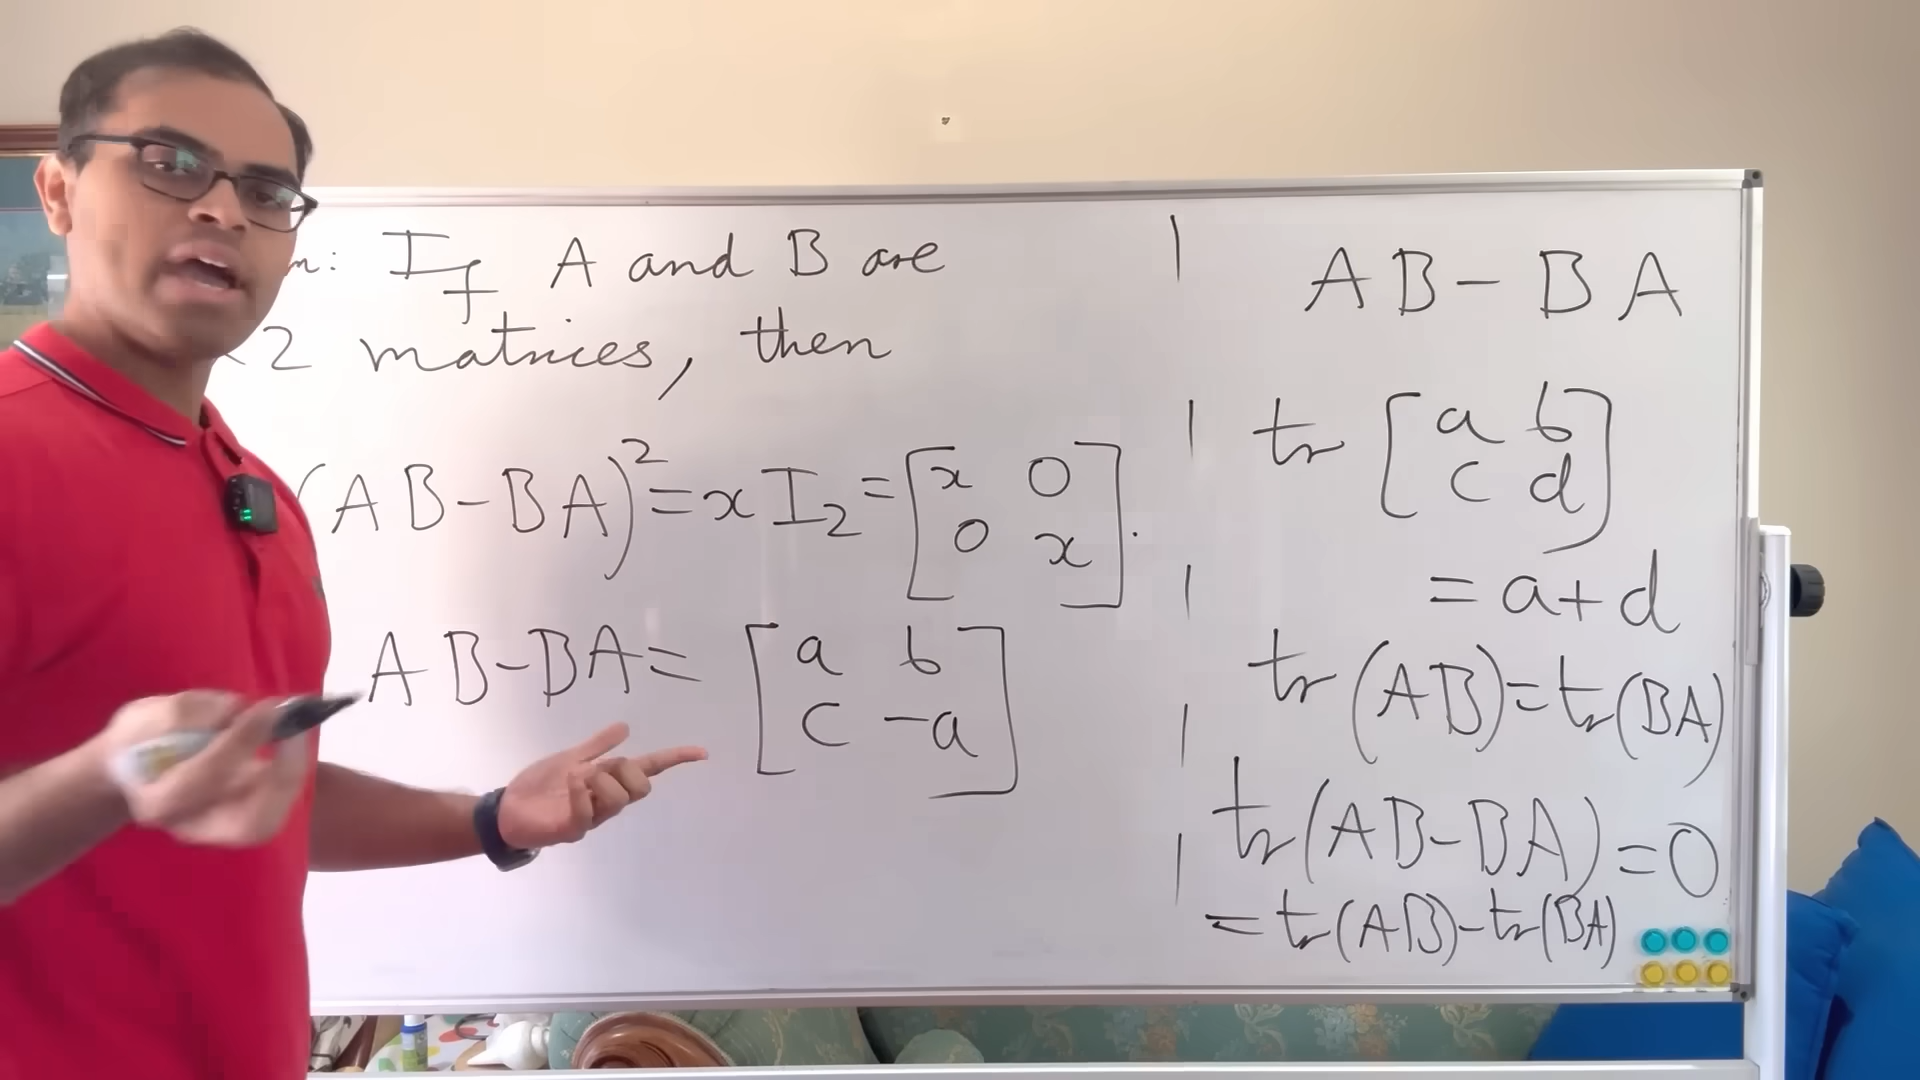 If A and B are
2 matrices, then
(AB-BA)² = xI₂ = [x 0
0 x].
AB-BA = [a b
c -a]
AB-BA
tr [a b
c d]
= a+d
tr(AB)=tr(BA)
tr(AB-BA)=0
= tr(AB)-tr(BA)